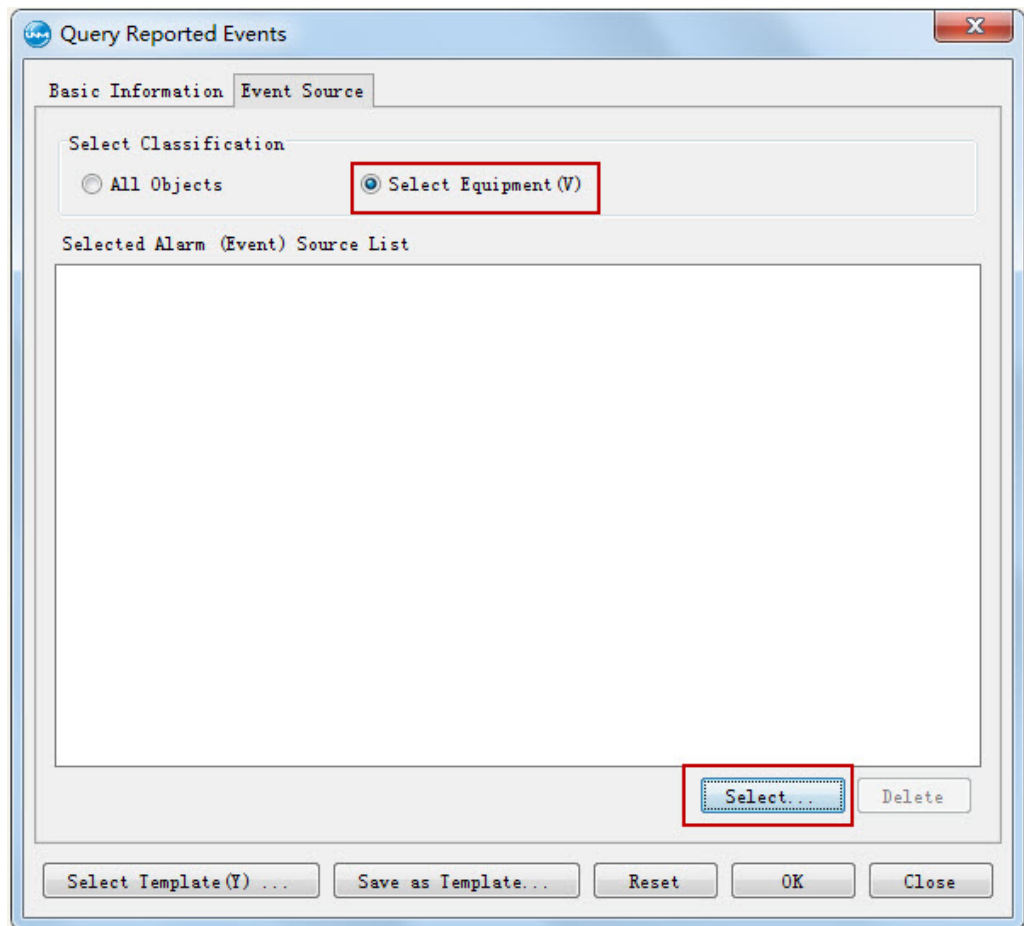 Query Reported Events
Basic Information Event Source
Select Classification
All Objects Select Equipment(V)
Selected Alarm (Event) Source List
Select... Delete
Select Template(Y) ... Save as Template... Reset OK Close